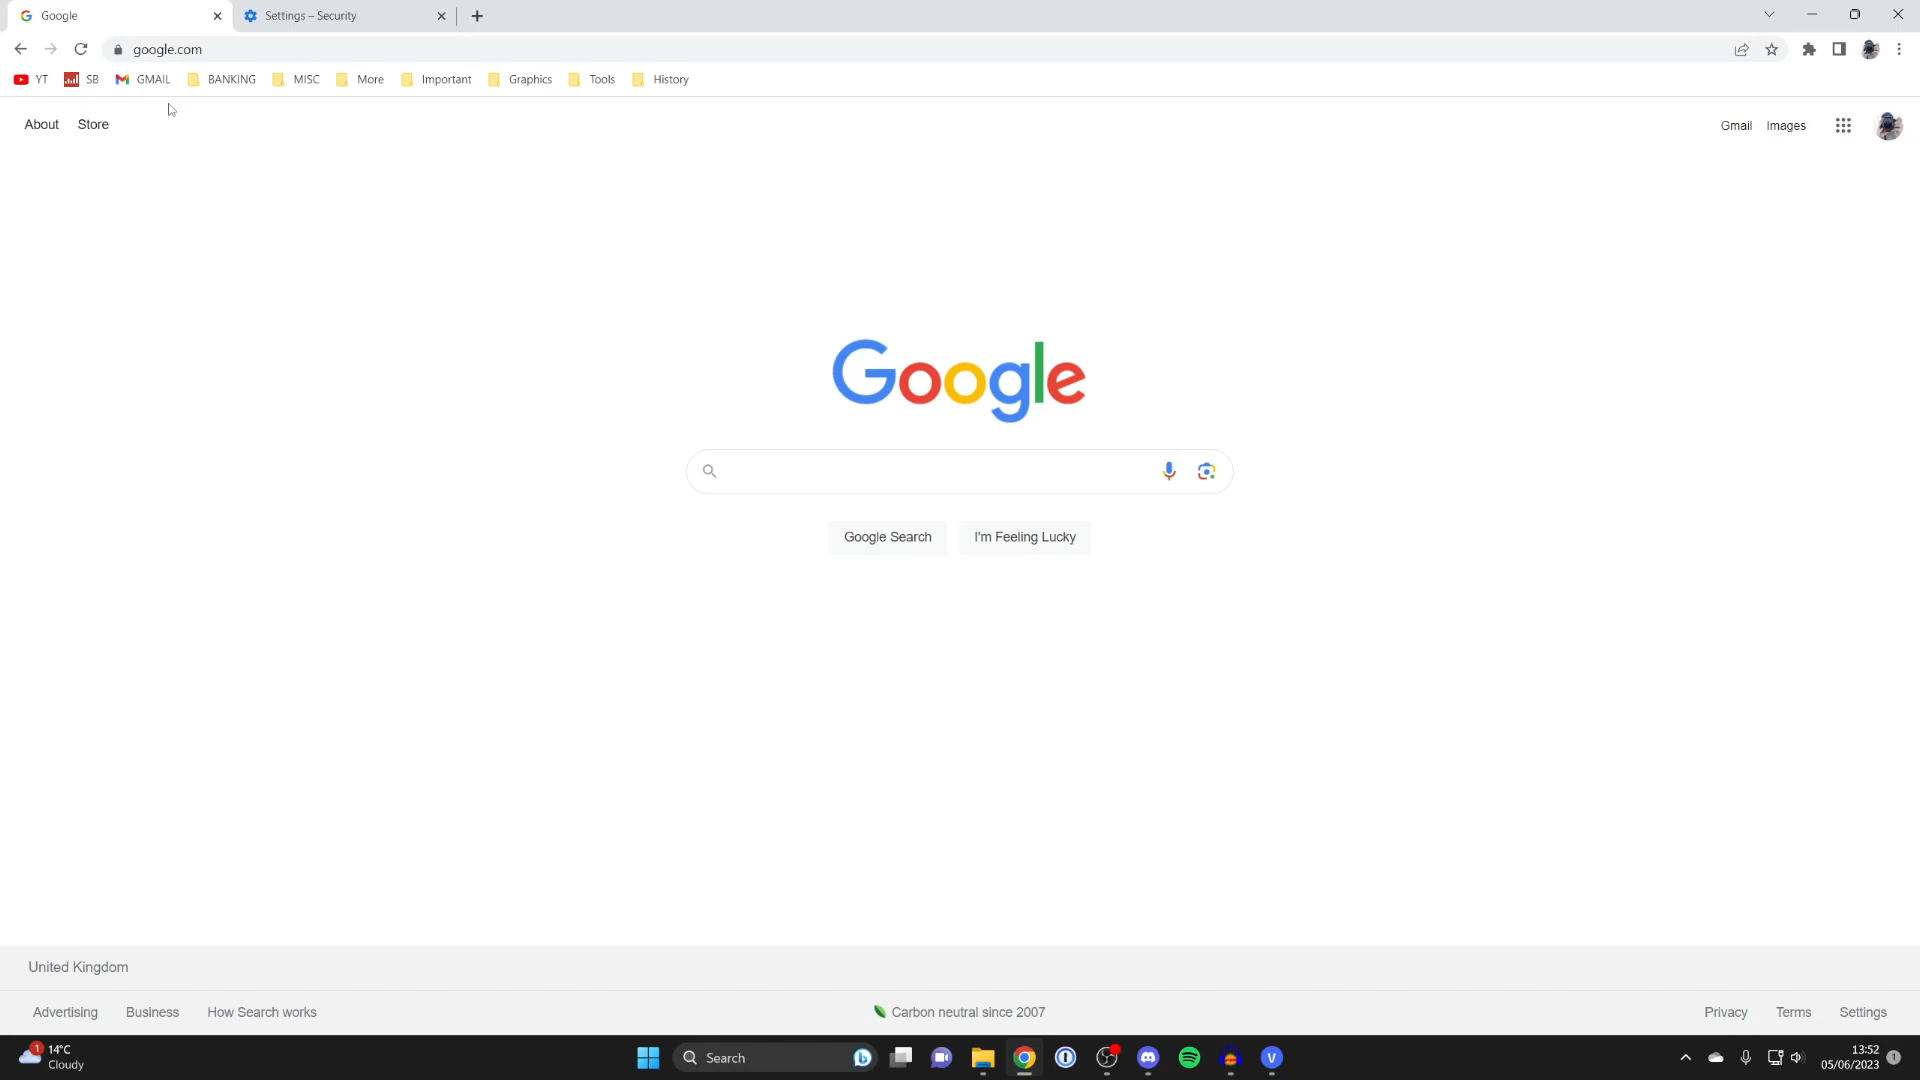 Google
Settings – Security
google.com
YT SB GMAIL BANKING MISC More Important Graphics Tools History
About Store
Gmail Images
Google
Google Search I'm Feeling Lucky
United Kingdom
Advertising Business How Search works
Carbon neutral since 2007
Privacy Terms Settings
1 14°C
Cloudy
Search
V
13:52
05/06/2023
1